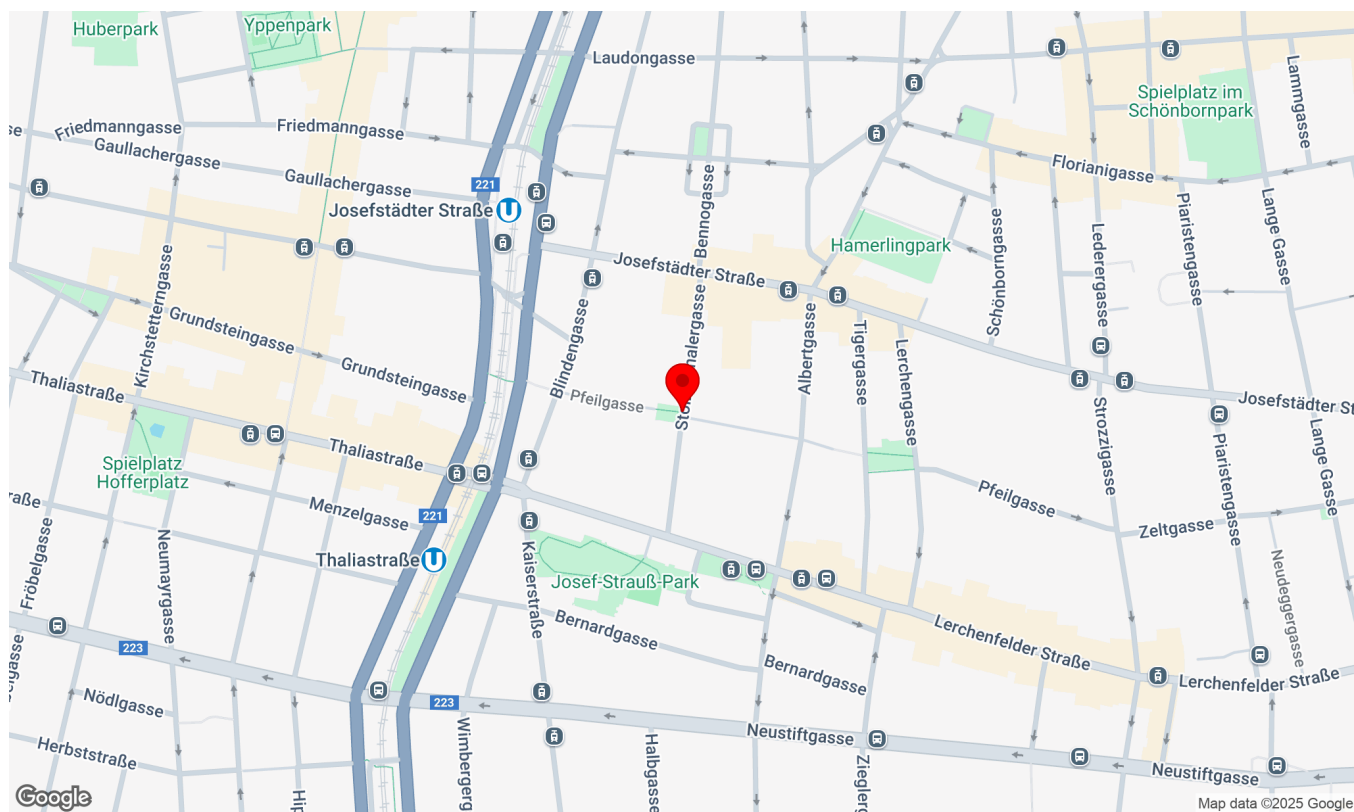 Huberpark
Yppenpark
Laudongasse
Spielplatz im
Schönbornpark
Lammgasse
Friedmanngasse
Friedmanngasse
Gaullachergasse
Gaullachergasse
221
Josefstädter Straße
Bennogasse
Florianigasse
Piaristengasse
Lange Gasse
Hamerlingpark
Schönborngasse
Lederergasse
Josefstädter Straße
Kirchstetterngasse
Grundsteingasse
Grundsteingasse
Blindengasse
Albertgasse
Tigergasse
Lerchengasse
Thaliastraße
Pfeilgasse
Josefstädter St
Strozzigasse
Piaristengasse
Lange Gasse
Thaliastraße
Spielplatz
Hofferplatz
Menzelgasse
221
Pfeilgasse
Zeltgasse
Thaliastraße
Fröbelgasse
Neumayrgasse
Kaiserstraße
Josef-Strauß-Park
Neudeggergasse
Bernardgasse
Bernardgasse
Lerchenfelder Straße
Lerchenfelder Straße
223
Nödlgasse
223
Herbststraße
Halbgasse
Neustiftgasse
Neustiftgasse
Google
Map data ©2025 Google